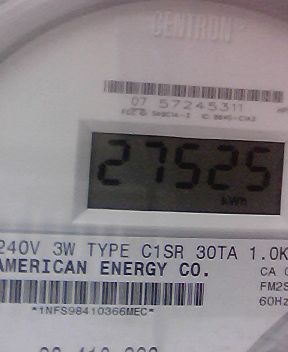 CENTRON
07 57245311
27525
kWh
240V 3W TYPE C1SR 30TA 1.0K
AMERICAN ENERGY CO.
CA
FM2S
60Hz
*1NFS98410366MEC*